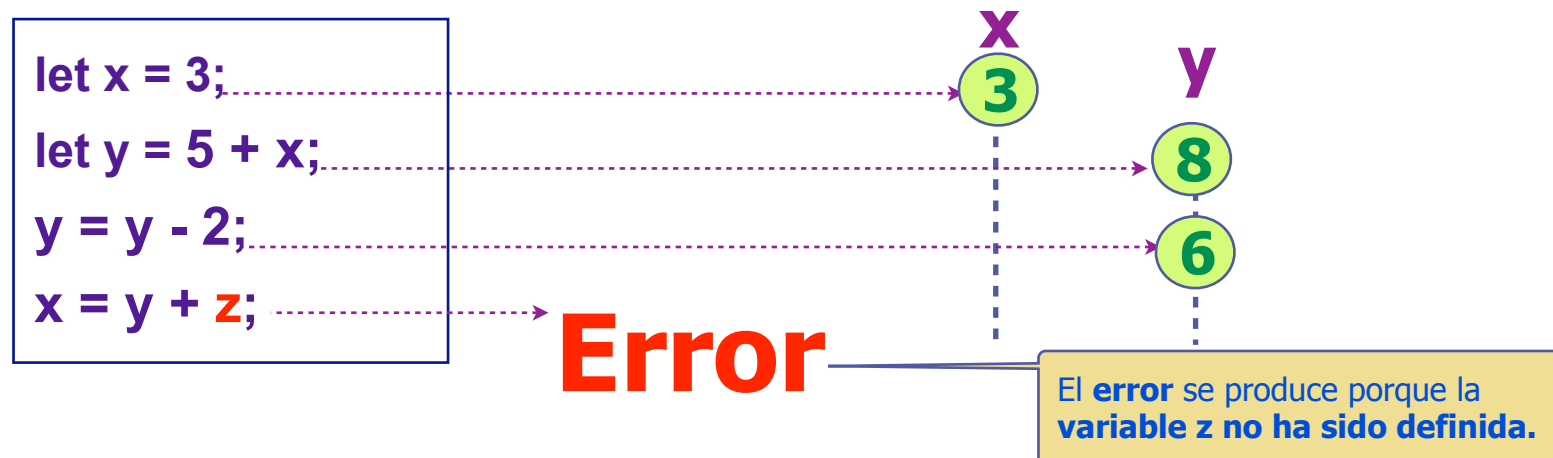 let x = 3;
let y = 5 + x;
y = y - 2;
x = y + z;
x
3
y
8
6
Error
El error se produce porque la
variable z no ha sido definida.